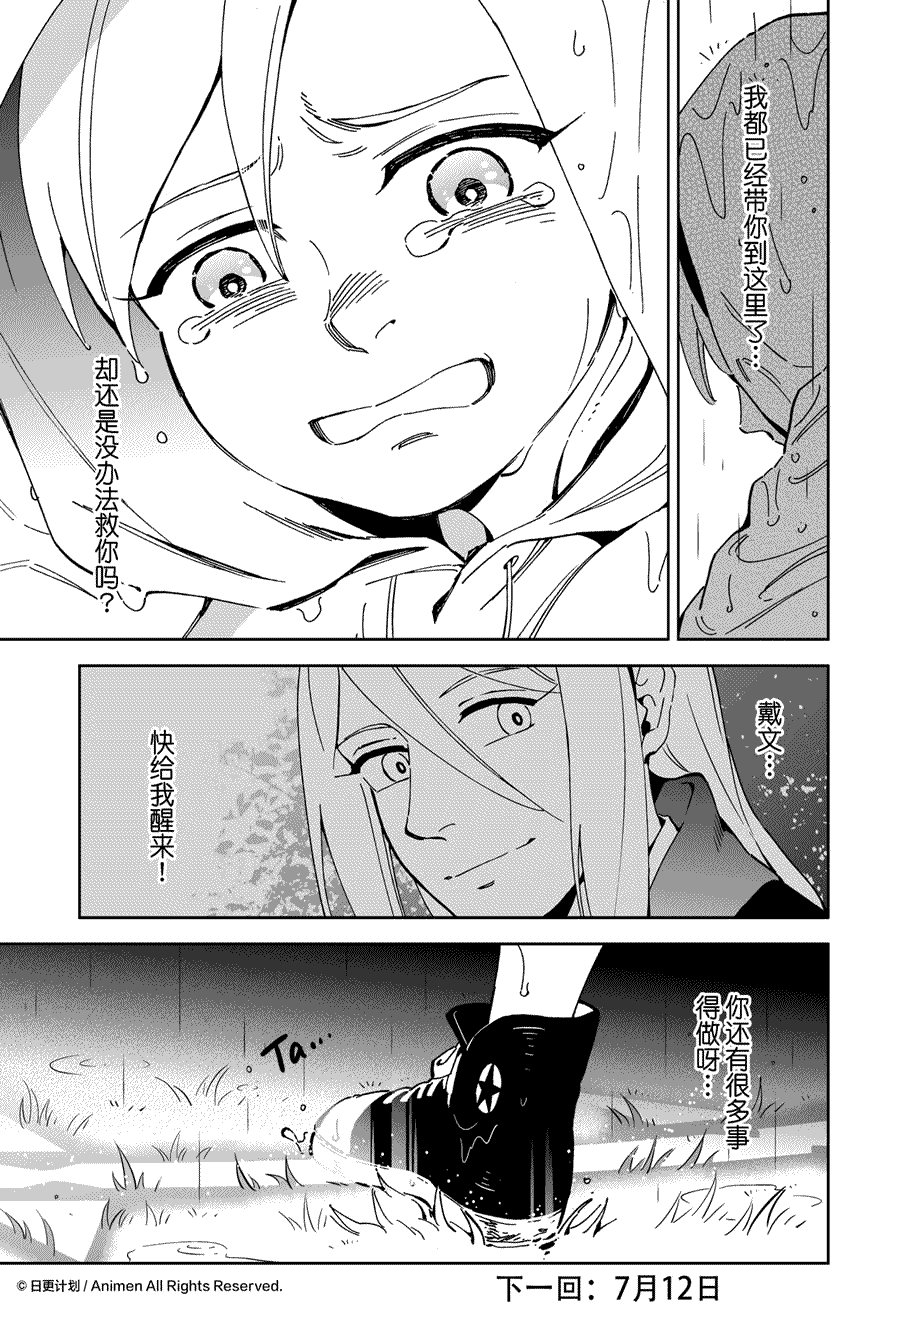 我都已经带你到这里了…
却还是没办法救你吗？
戴文…
快给我醒来！
你还有很多事
得做呀…
Ta...
© 日更计划 / Animen All Rights Reserved.
下一回：7月12日